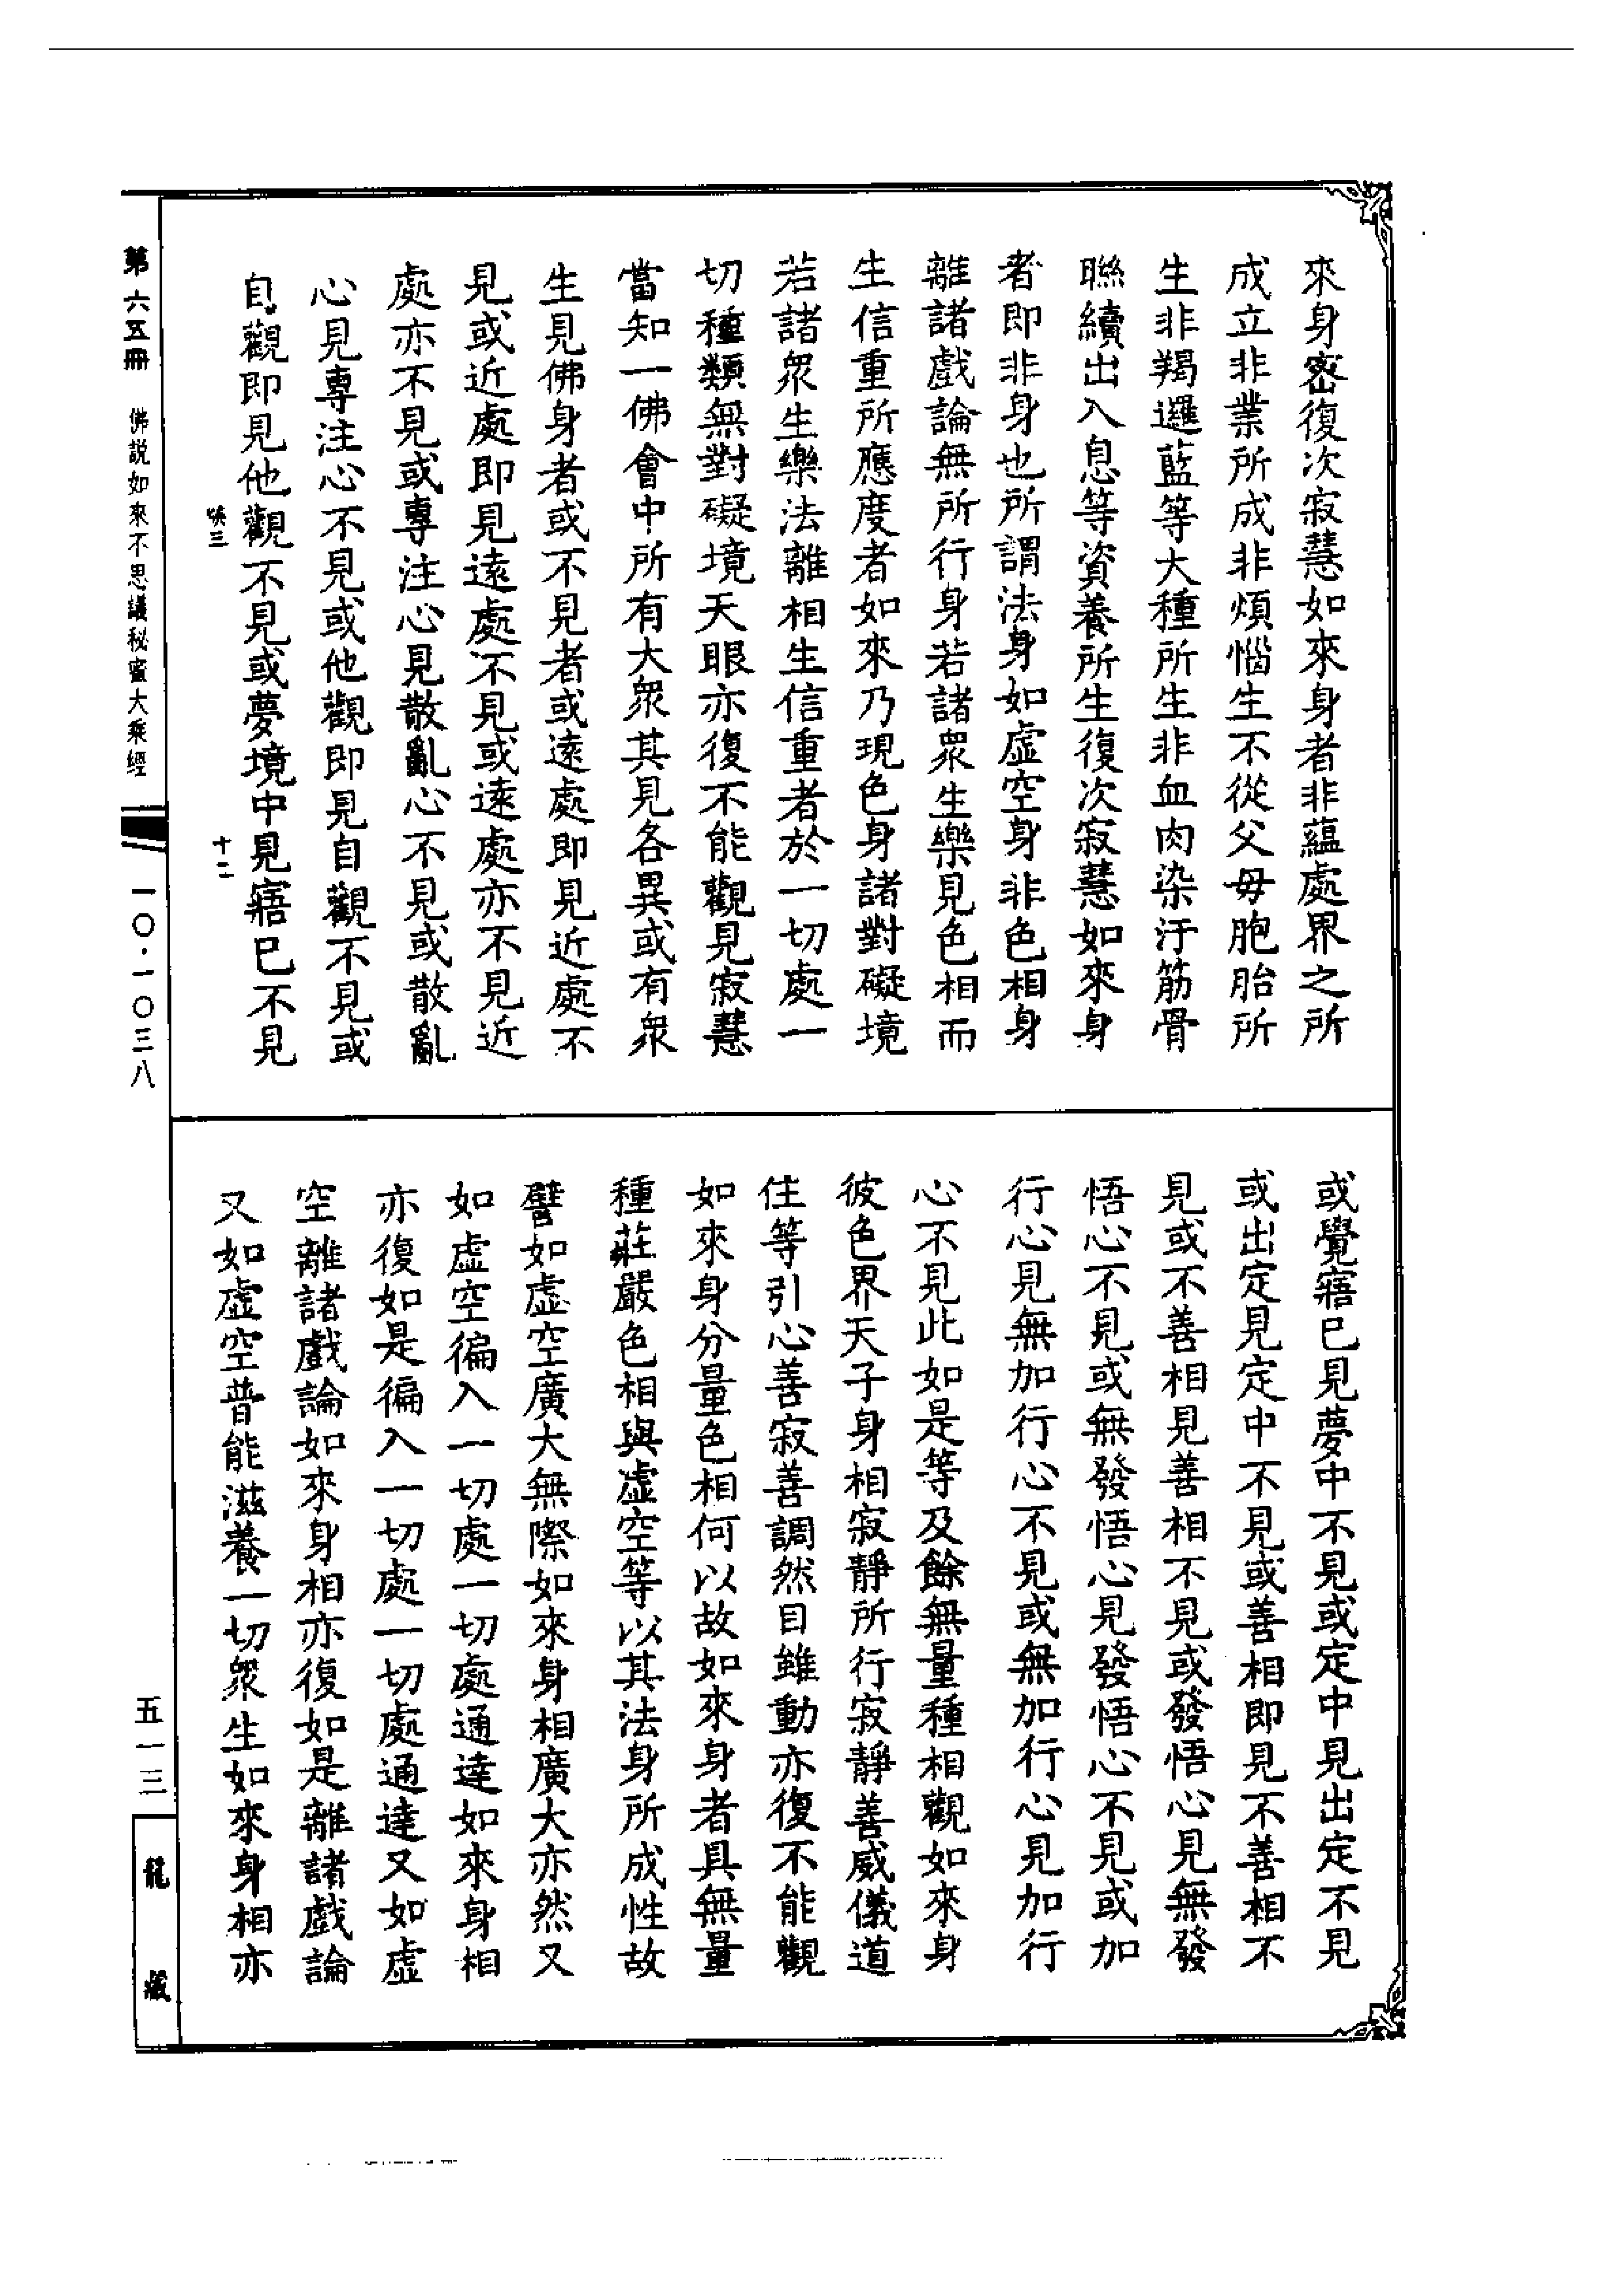 來身密復次寂慧如來身者非蘊處界之所
成立非業所成非煩惱生不從父母胞胎所
生非羯邏藍等大種所生非血肉染汙筋骨
聯續出入息等資養所生復次寂慧如來身
者即非身也所謂法身如虛空身非色相身
離諸戲論無所行身若諸眾生樂見色相而
生信重所應度者如來乃現色身諸對礙境
若諸眾生樂法離相生信重者於一切處一
切種類無對礙境天眼亦復不能觀見寂慧
當知一佛會中所有大眾其見各異或有眾
生見佛身者或不見者或遠處即見近處不
見或近處即見遠處不見或遠處亦不見近
處亦不見或專注心見散亂心不見或散亂
心見專注心不見或他觀即見自觀不見或
自觀即見他觀不見或夢境中見寤已不見
或覺寤已見夢中不見或定中見出定不見
或出定見定中不見或善相即見不善相不
見或不善相見善相不見或發悟心見無發
悟心不見或無發悟心見發悟心不見或加
行心見無加行心不見或無加行心見加行
心不見此如是等及餘無量種相觀如來身
彼色界天子身相寂靜所行寂靜善威儀道
住等引心善寂善調然目雖動亦復不能觀
如來身分量色相何以故如來身者具無量
種莊嚴色相與虛空等以其法身所成性故
譬如虛空廣大無際如來身相廣大亦然又
如虛空徧入一切處一切處通達如來身相
亦復如是徧入一切處一切處通達又如虛
空離諸戲論如來身相亦復如是離諸戲論
又如虛空普能滋養一切眾生如來身相亦
三
十二
第六五冊 佛説如來不思議秘蜜大乘經
一〇·一〇三八
五一三
龍藏